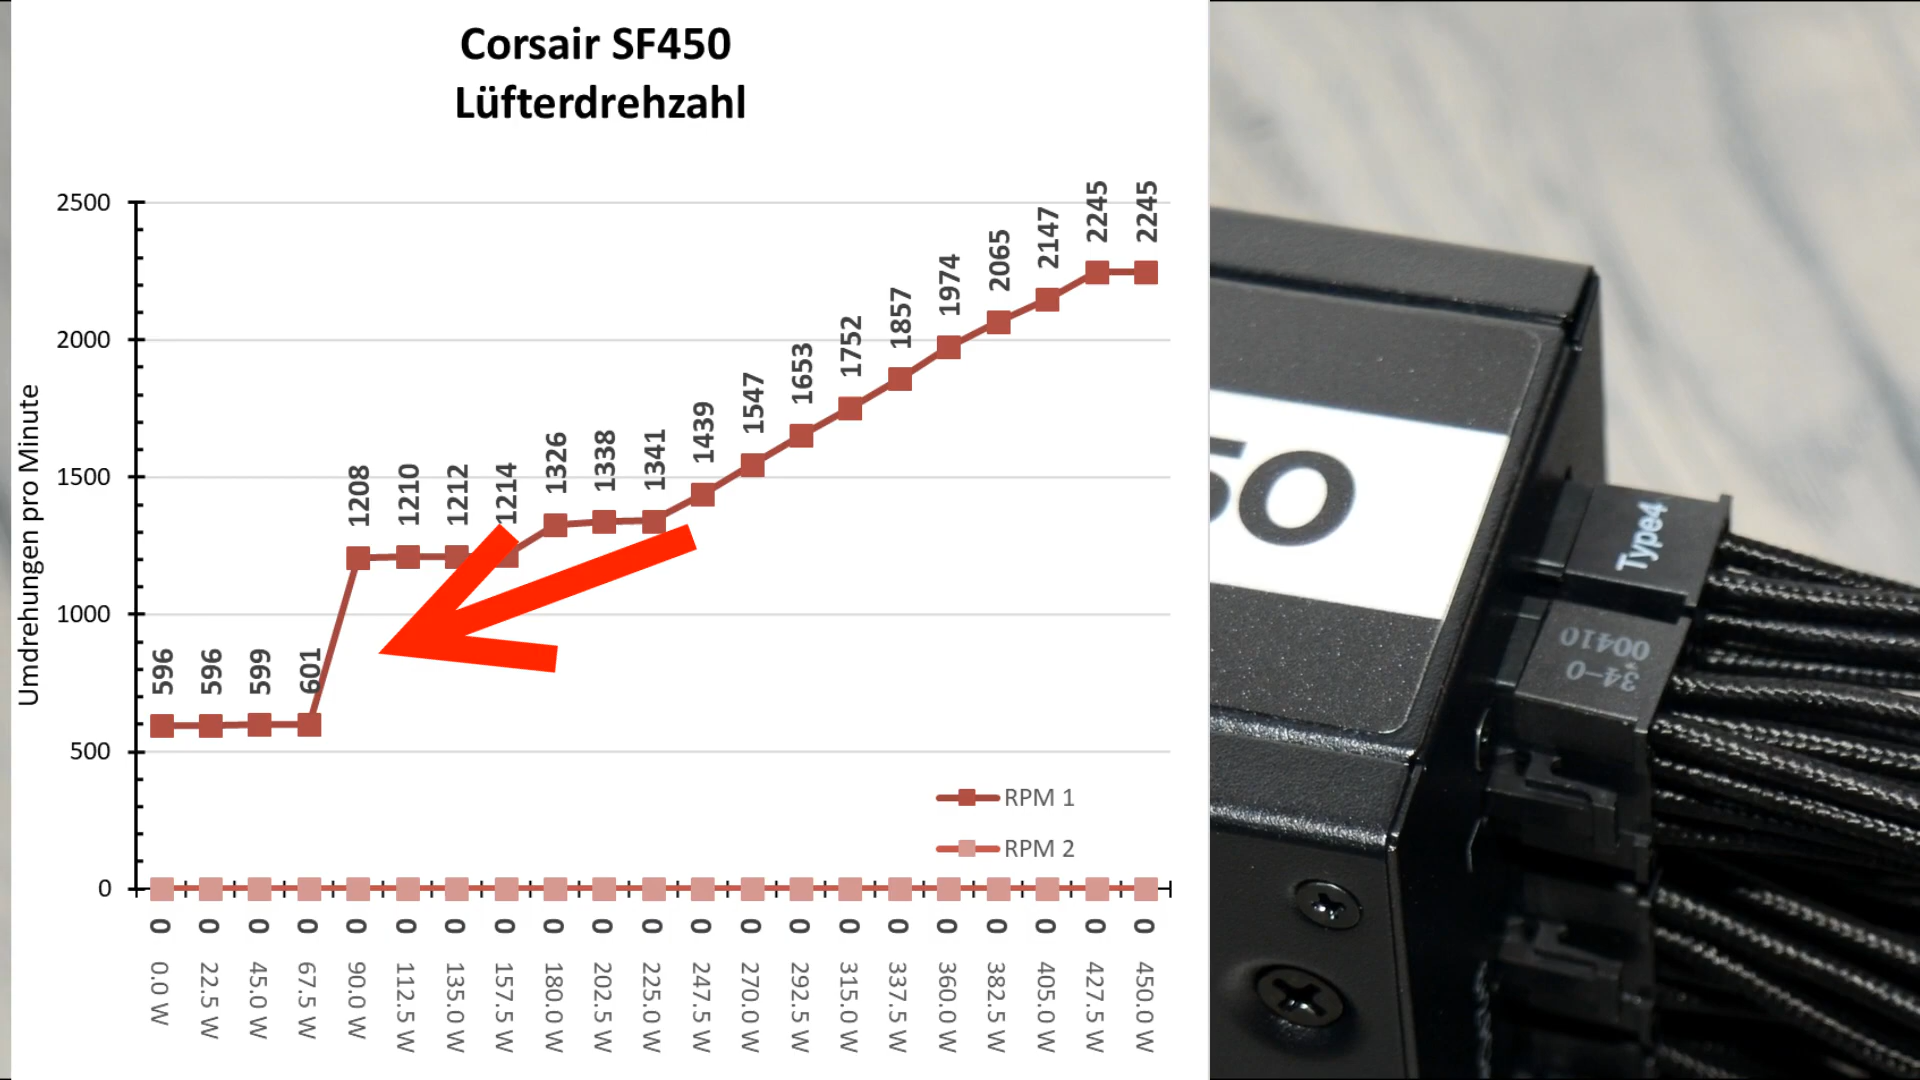 Corsair SF450
Lüfterdrehzahl
Umdrehungen pro Minute
2500
2000
1500
1000
500
0
596
596
599
601
1208
1210
1212
1214
1326
1338
1341
1439
1547
1653
1752
1857
1974
2065
2147
2245
2245
RPM 1
RPM 2
0 0 0 0 0 0 0 0 0 0 0 0 0 0 0 0 0 0 0 0 0
0.0 W
22.5 W
45.0 W
67.5 W
90.0 W
112.5 W
135.0 W
157.5 W
180.0 W
202.5 W
225.0 W
247.5 W
270.0 W
292.5 W
315.0 W
337.5 W
360.0 W
382.5 W
405.0 W
427.5 W
450.0 W
50
Type4
34-0
00410